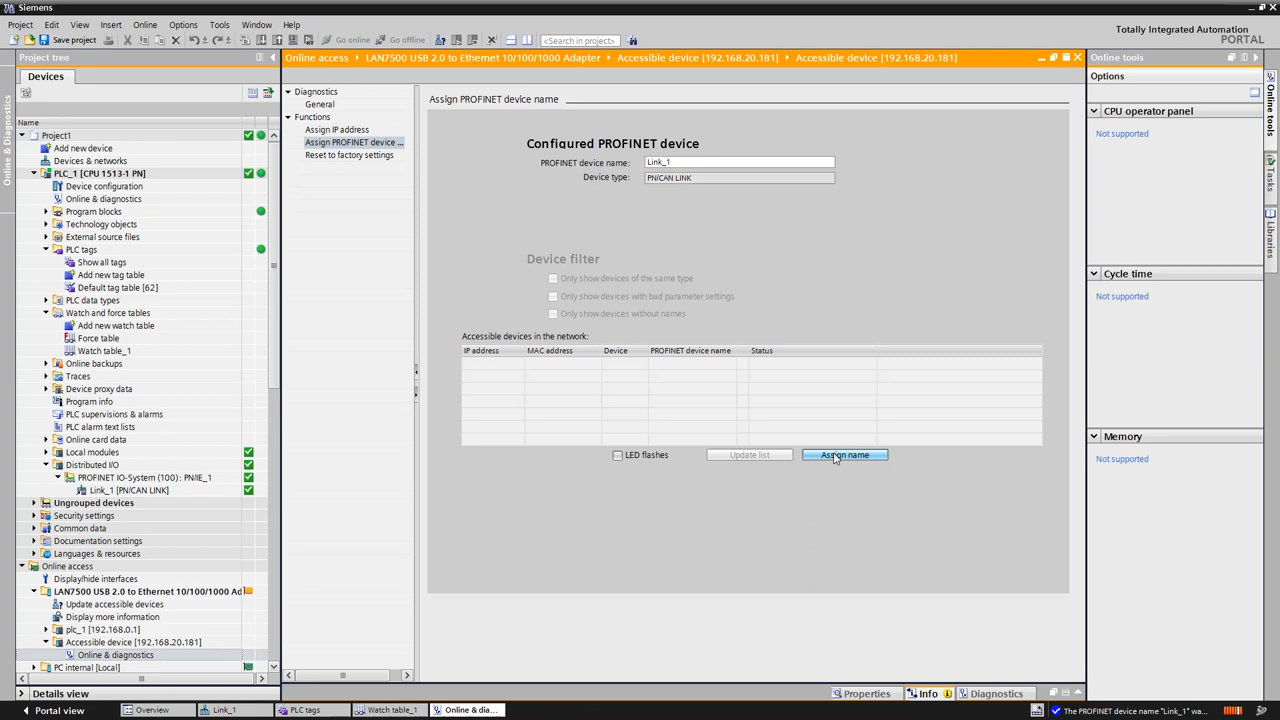 Siemens
Project Edit View Insert Online Options Tools Window Help
Totally Integrated Automation
PORTAL
Save project
Go online
Go offline
<Search in project>
Project tree
Online access LAN7500 USB 2.0 to Ethernet 10/100/1000 Adapter Accessible device [192.168.20.181] Accessible device [192.168.20.181]
Online tools
Devices
Options
Name
Project1
Add new device
Devices & networks
PLC_1 [CPU 1513-1 PN]
Device configuration
Online & diagnostics
Program blocks
Technology objects
External source files
PLC tags
Show all tags
Add new tag table
Default tag table [62]
PLC data types
Watch and force tables
Add new watch table
Force table
Watch table_1
Online backups
Traces
Device proxy data
Program info
PLC supervisions & alarms
PLC alarm text lists
Online card data
Local modules
Distributed I/O
PROFINET IO-System (100): PN/IE_1
Link_1 [PN/CAN LINK]
Ungrouped devices
Security settings
Common data
Documentation settings
Languages & resources
Online access
Display/hide interfaces
LAN7500 USB 2.0 to Ethernet 10/100/1000 Ad
Update accessible devices
Display more information
plc_1 [192.168.0.1]
Accessible device [192.168.20.181]
Online & diagnostics
PC internal [Local]
Details view
Diagnostics
General
Functions
Assign IP address
Assign PROFINET device ...
Reset to factory settings
Assign PROFINET device name
Configured PROFINET device
PROFINET device name: Link_1
Device type: PN/CAN LINK
Device filter
Only show devices of the same type
Only show devices with bad parameter settings
Only show devices without names
Accessible devices in the network:
IP address MAC address Device PROFINET device name Status
LED flashes
Update list
Assign name
CPU operator panel
Not supported
Cycle time
Not supported
Memory
Not supported
Online tools
Tasks
Libraries
Online & Diagnostics
Properties Info Diagnostics
Portal view Overview Link_1 PLC tags Watch table_1 Online & dia... The PROFINET device name "Link_1" wa...